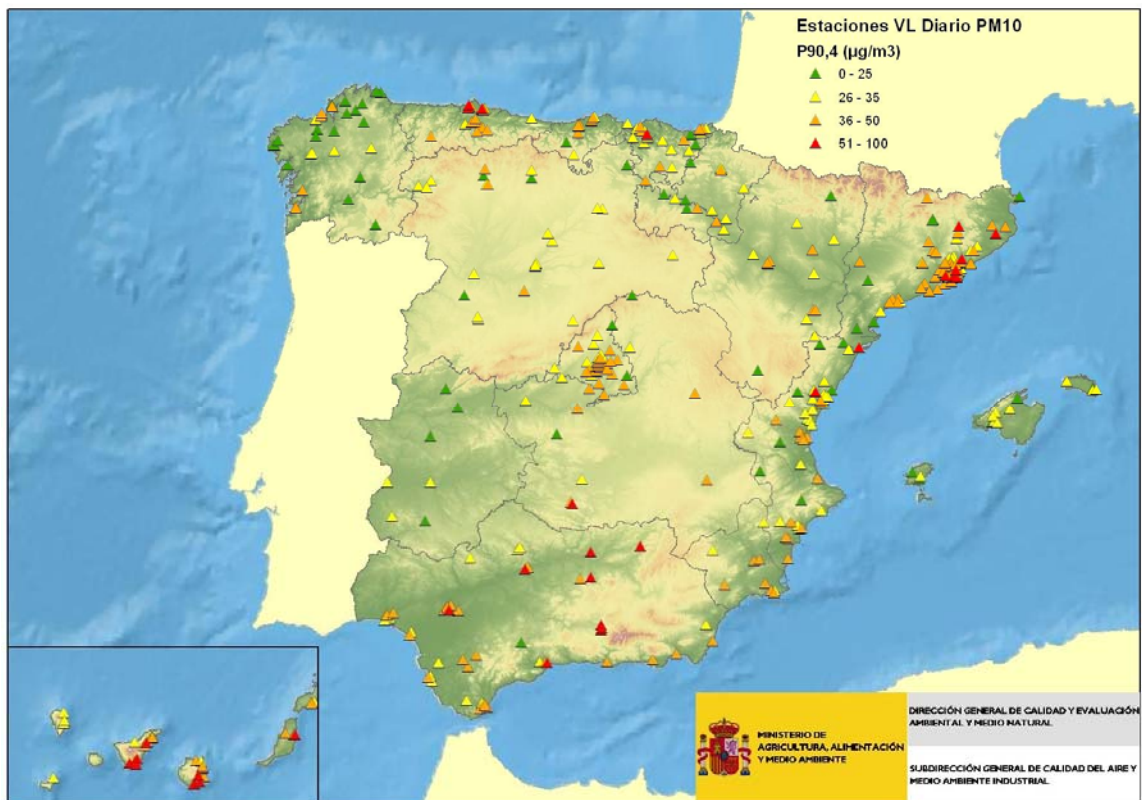 Estaciones VL Diario PM10
P90,4 (µg/m3)
0 - 25
26 - 35
36 - 50
51 - 100
MINISTERIO DE
AGRICULTURA, ALIMENTACIÓN
Y MEDIO AMBIENTE
DIRECCIÓN GENERAL DE CALIDAD Y EVALUACIÓN
AMBIENTAL Y MEDIO NATURAL
SUBDIRECCIÓN GENERAL DE CALIDAD DEL AIRE Y
MEDIO AMBIENTE INDUSTRIAL